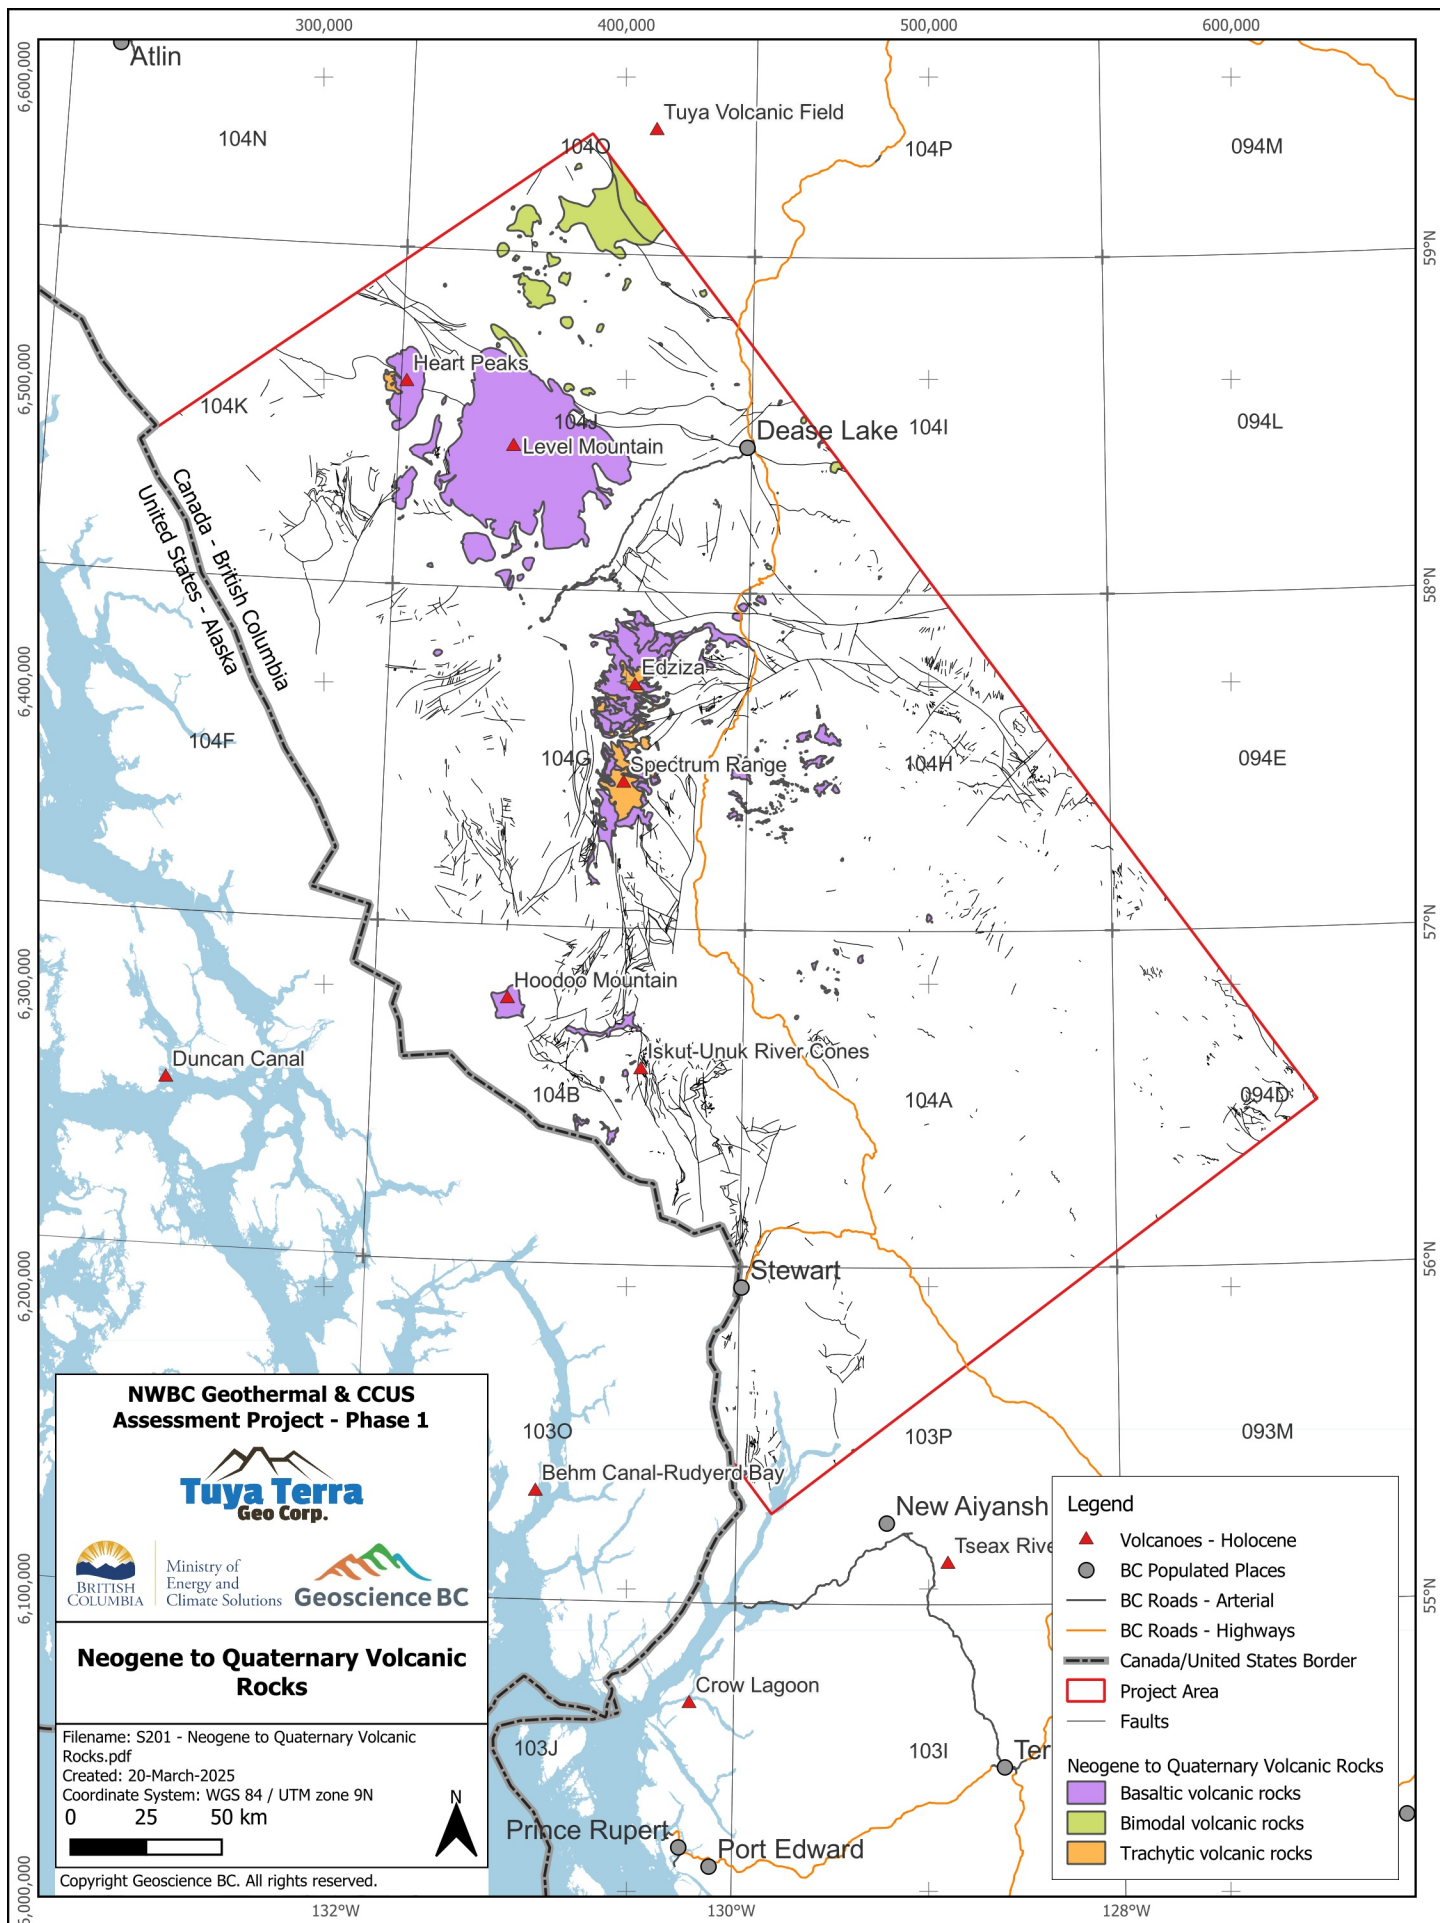 300,000
400,000
500,000
600,000
6,600,000
6,500,000
6,400,000
6,300,000
6,200,000
6,100,000
59°N
58°N
57°N
56°N
55°N
132°W
130°W
128°W
Atlin
Tuya Volcanic Field
104N
104O
104P
094M
Heart Peaks
104K
104J
Level Mountain
Dease Lake
104I
094L
Canada - British Columbia
United States - Alaska
Edziza
104F
104G
Spectrum Range
104H
094E
Hoodoo Mountain
Iskut-Unuk River Cones
Duncan Canal
104B
104A
094D
Stewart
103O
103P
093M
Behm Canal-Rudyerd Bay
New Aiyansh
Tseax Rive
Crow Lagoon
103J
103I
Ter
Prince Rupert
Port Edward
NWBC Geothermal & CCUS
Assessment Project - Phase 1
Tuya Terra
Geo Corp.
BRITISH
COLUMBIA
Ministry of
Energy and
Climate Solutions
Geoscience BC
Neogene to Quaternary Volcanic
Rocks
Filename: S201 - Neogene to Quaternary Volcanic
Rocks.pdf
Created: 20-March-2025
Coordinate System: WGS 84 / UTM zone 9N
0 25 50 km
N
Copyright Geoscience BC. All rights reserved.
Legend
Volcanoes - Holocene
BC Populated Places
BC Roads - Arterial
BC Roads - Highways
Canada/United States Border
Project Area
Faults
Neogene to Quaternary Volcanic Rocks
Basaltic volcanic rocks
Bimodal volcanic rocks
Trachytic volcanic rocks